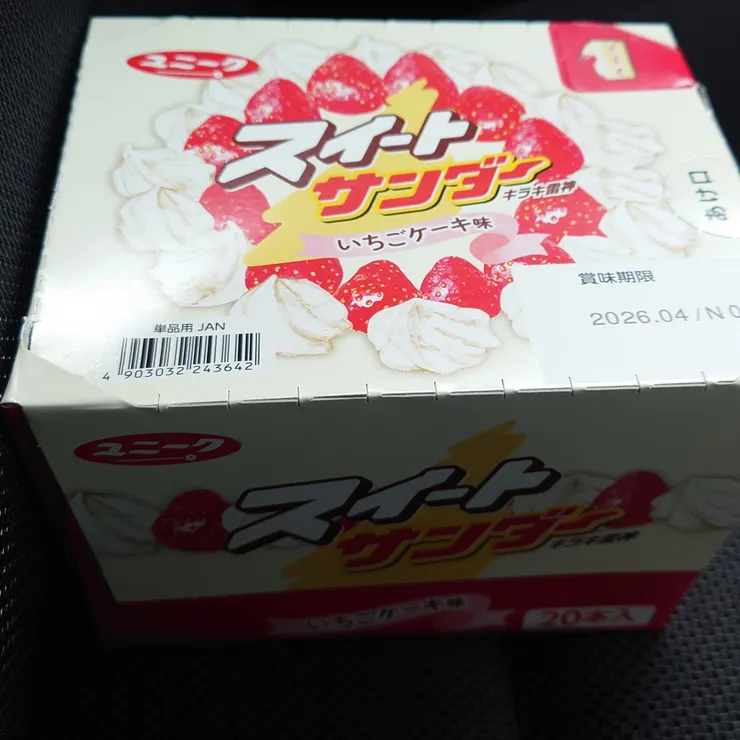 ユニーク
スイート
サンダー
キラキ雷神
いちごケーキ味
あけ口
賞味期限
2026.04/N
単品用 JAN
4 903032 243642
ユニーク
スイート
サンダー
キラキ雷神
いちごケーキ味
20本入